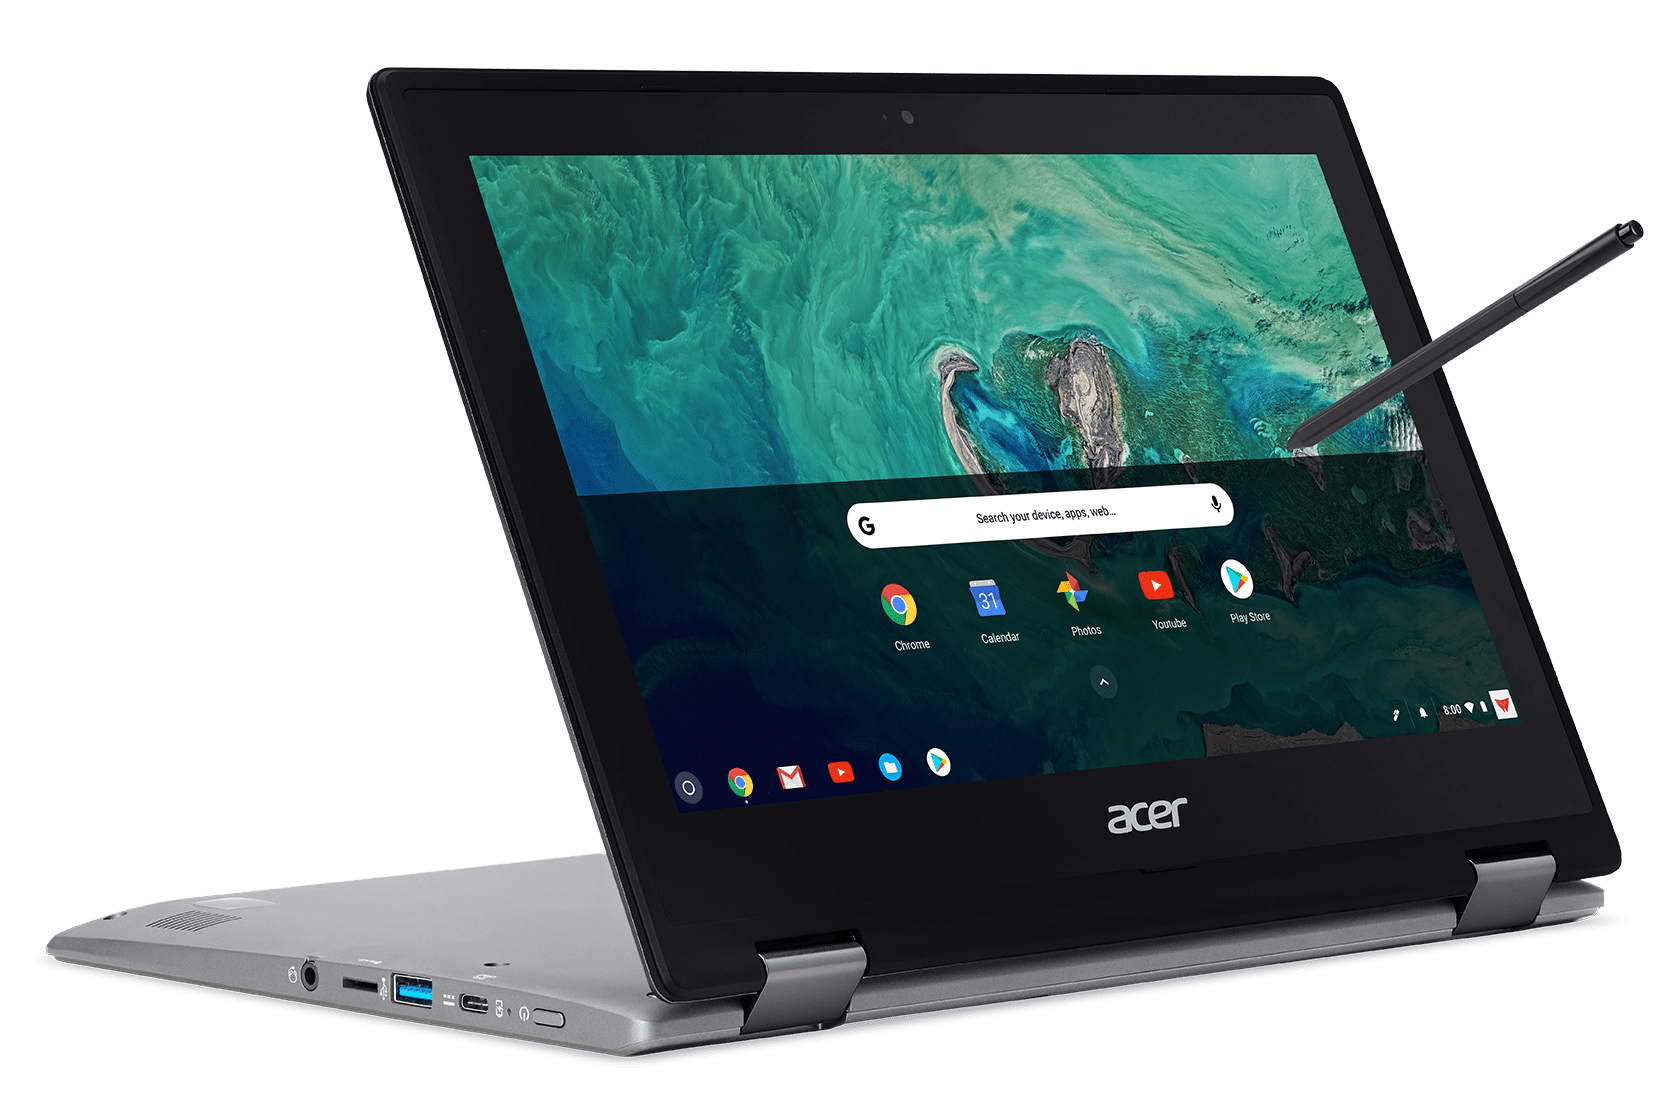 Search your device, apps, web...
Chrome
Calendar
31
Photos
Youtube
Play Store
8:00
acer